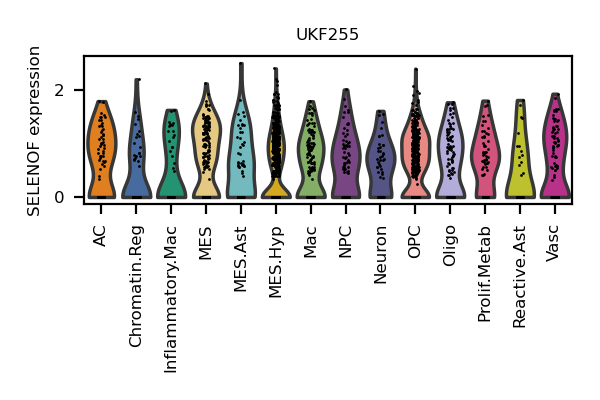 UKF255
SELENOF expression
2
0
AC
Chromatin.Reg
Inflammatory.Mac
MES
MES.Ast
MES.Hyp
Mac
NPC
Neuron
OPC
Oligo
Prolif.Metab
Reactive.Ast
Vasc